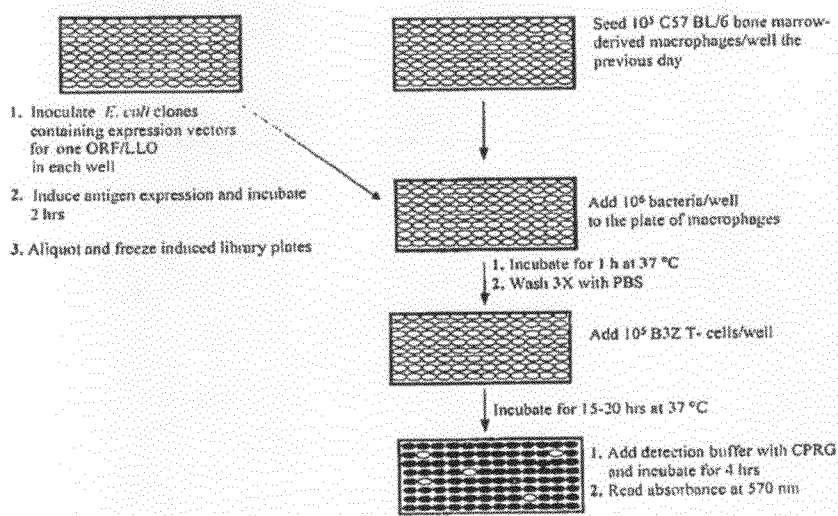 Seed 10⁵ C57 BL/6 bone marrow-
derived macrophages/well the
previous day
1. Inoculate E. coli clones
containing expression vectors
for one ORF/LLO
in each well
2. Induce antigen expression and incubate
2 hrs
3. Aliquot and freeze induced library plates
Add 10⁶ bacteria/well
to the plate of macrophages
1. Incubate for 1 h at 37 °C
2. Wash 3X with PBS
Add 10⁵ B3Z T- cells/well
Incubate for 15-20 hrs at 37 °C
1. Add detection buffer with CPRG
and incubate for 4 hrs
2. Read absorbance at 570 nm